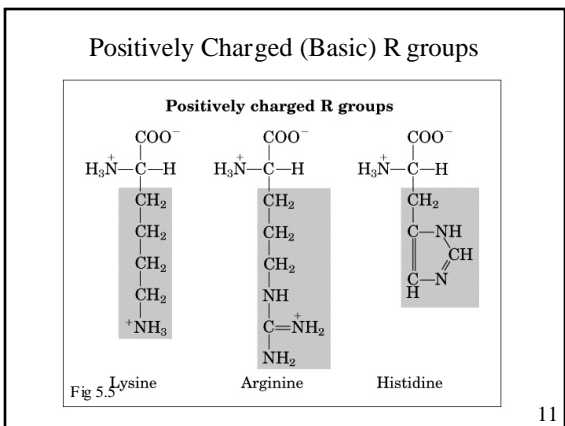 Positively Charged (Basic) R groups
Positively charged R groups
COO⁻
H₃N⁺—C—H
CH₂
CH₂
CH₂
CH₂
⁺NH₃
Lysine
COO⁻
H₃N⁺—C—H
CH₂
CH₂
CH₂
NH
C=N⁺H₂
NH₂
Arginine
COO⁻
H₃N⁺—C—H
CH₂
C—NH
CH
C—N
H
Histidine
Fig 5.5
11